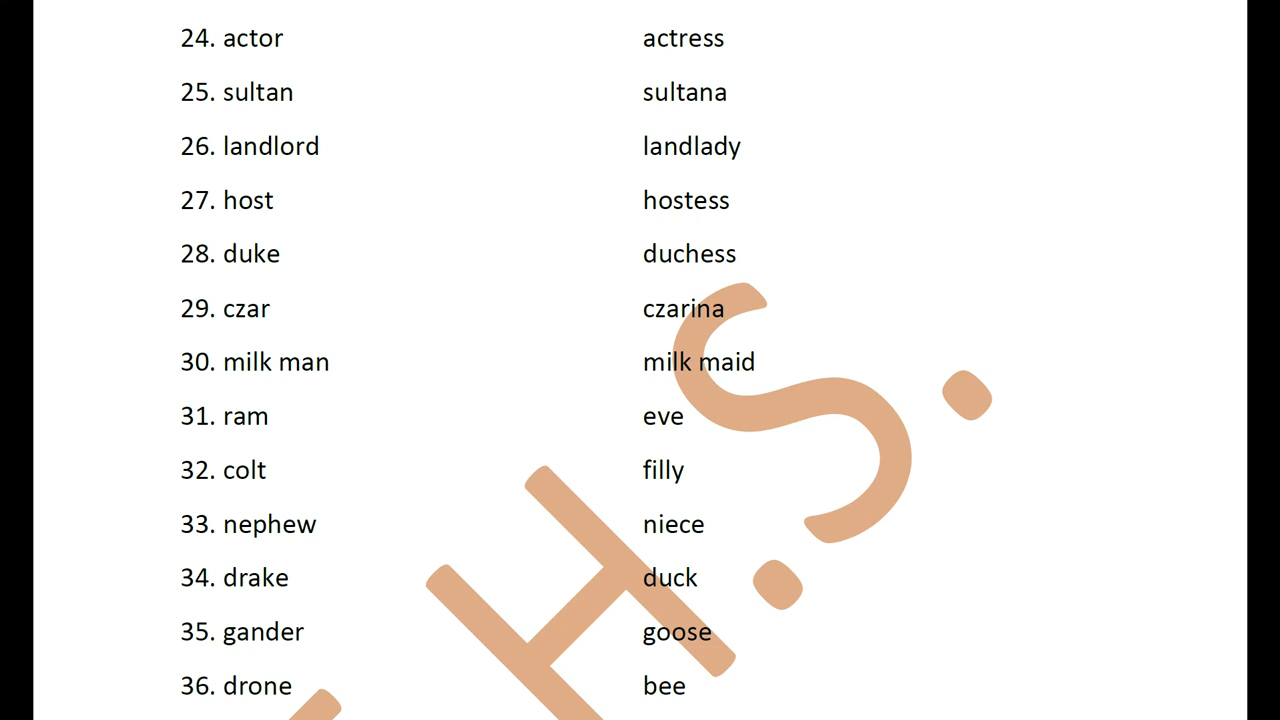 24. actor actress
25. sultan sultana
26. landlord landlady
27. host hostess
28. duke duchess
29. czar czarina
30. milk man milk maid
31. ram eve
32. colt filly
33. nephew niece
34. drake duck
35. gander goose
36. drone bee
H.S.